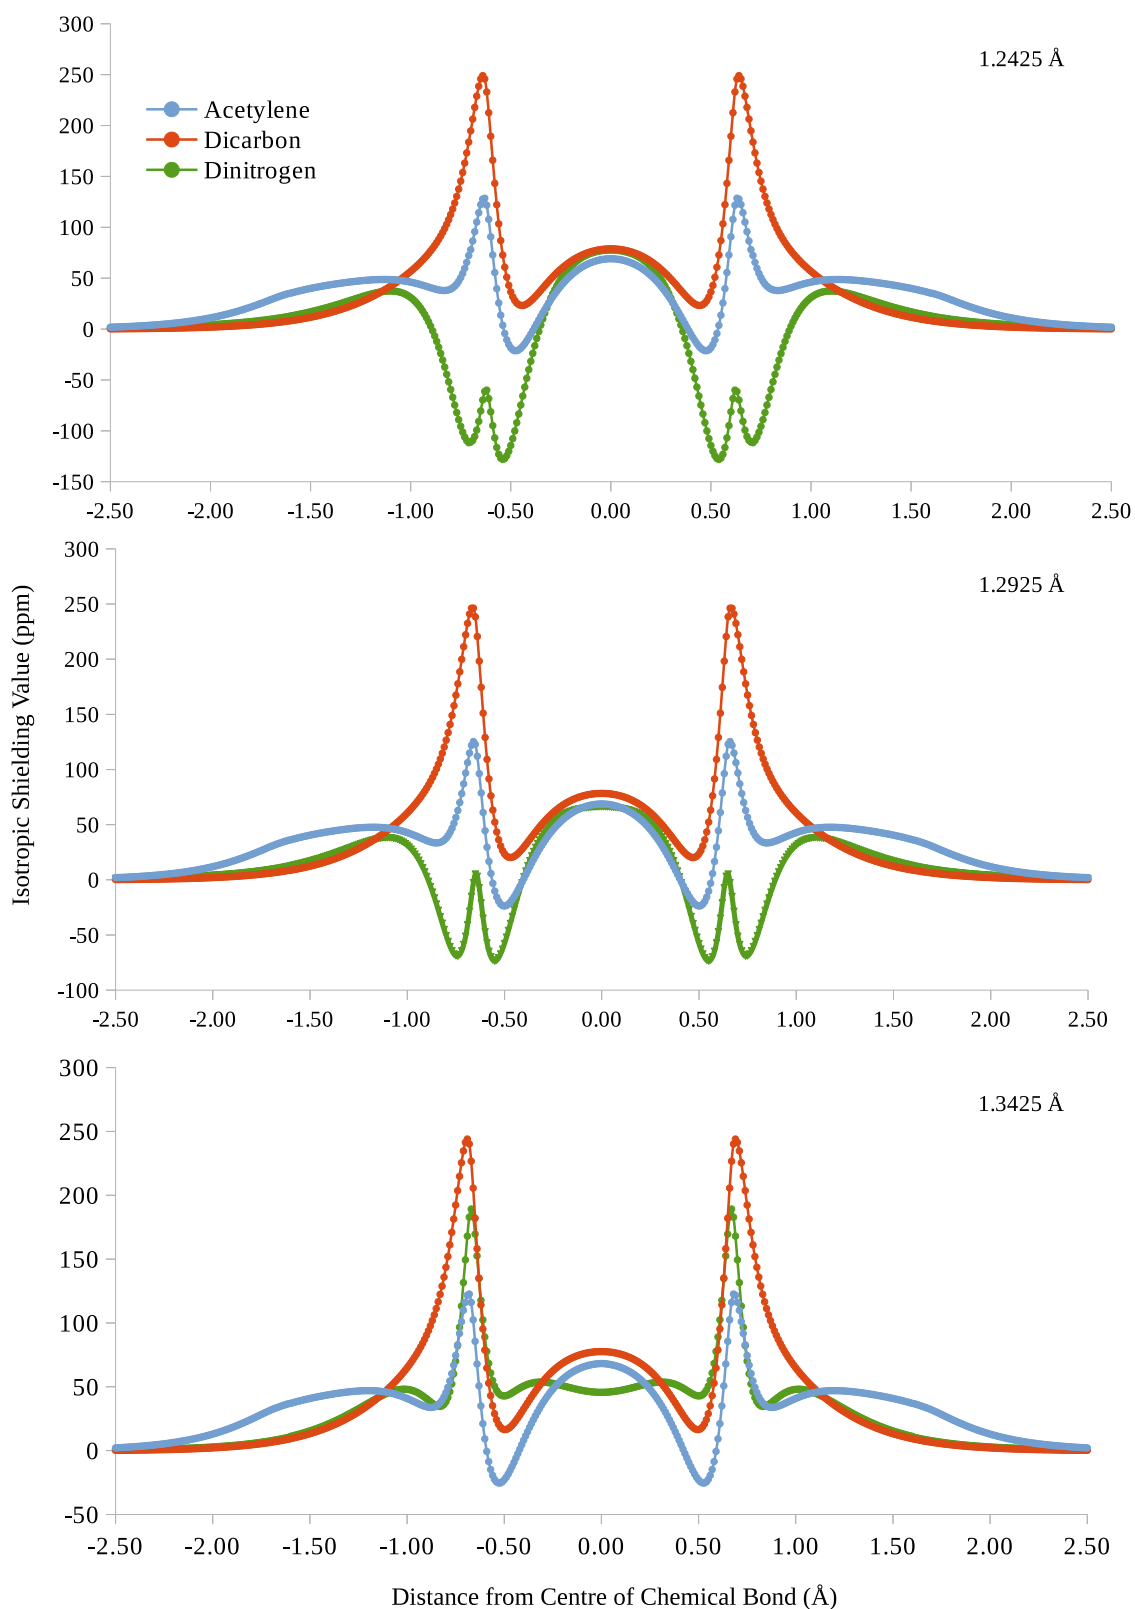 300
250
200
150
100
50
0
-50
-100
-150
1.2425 Å
Acetylene
Dicarbon
Dinitrogen
-2.50 -2.00 -1.50 -1.00 -0.50 0.00 0.50 1.00 1.50 2.00 2.50
Isotropic Shielding Value (ppm)
300
250
200
150
100
50
0
-50
-100
1.2925 Å
-2.50 -2.00 -1.50 -1.00 -0.50 0.00 0.50 1.00 1.50 2.00 2.50
300
250
200
150
100
50
0
-50
1.3425 Å
-2.50 -2.00 -1.50 -1.00 -0.50 0.00 0.50 1.00 1.50 2.00 2.50
Distance from Centre of Chemical Bond (Å)